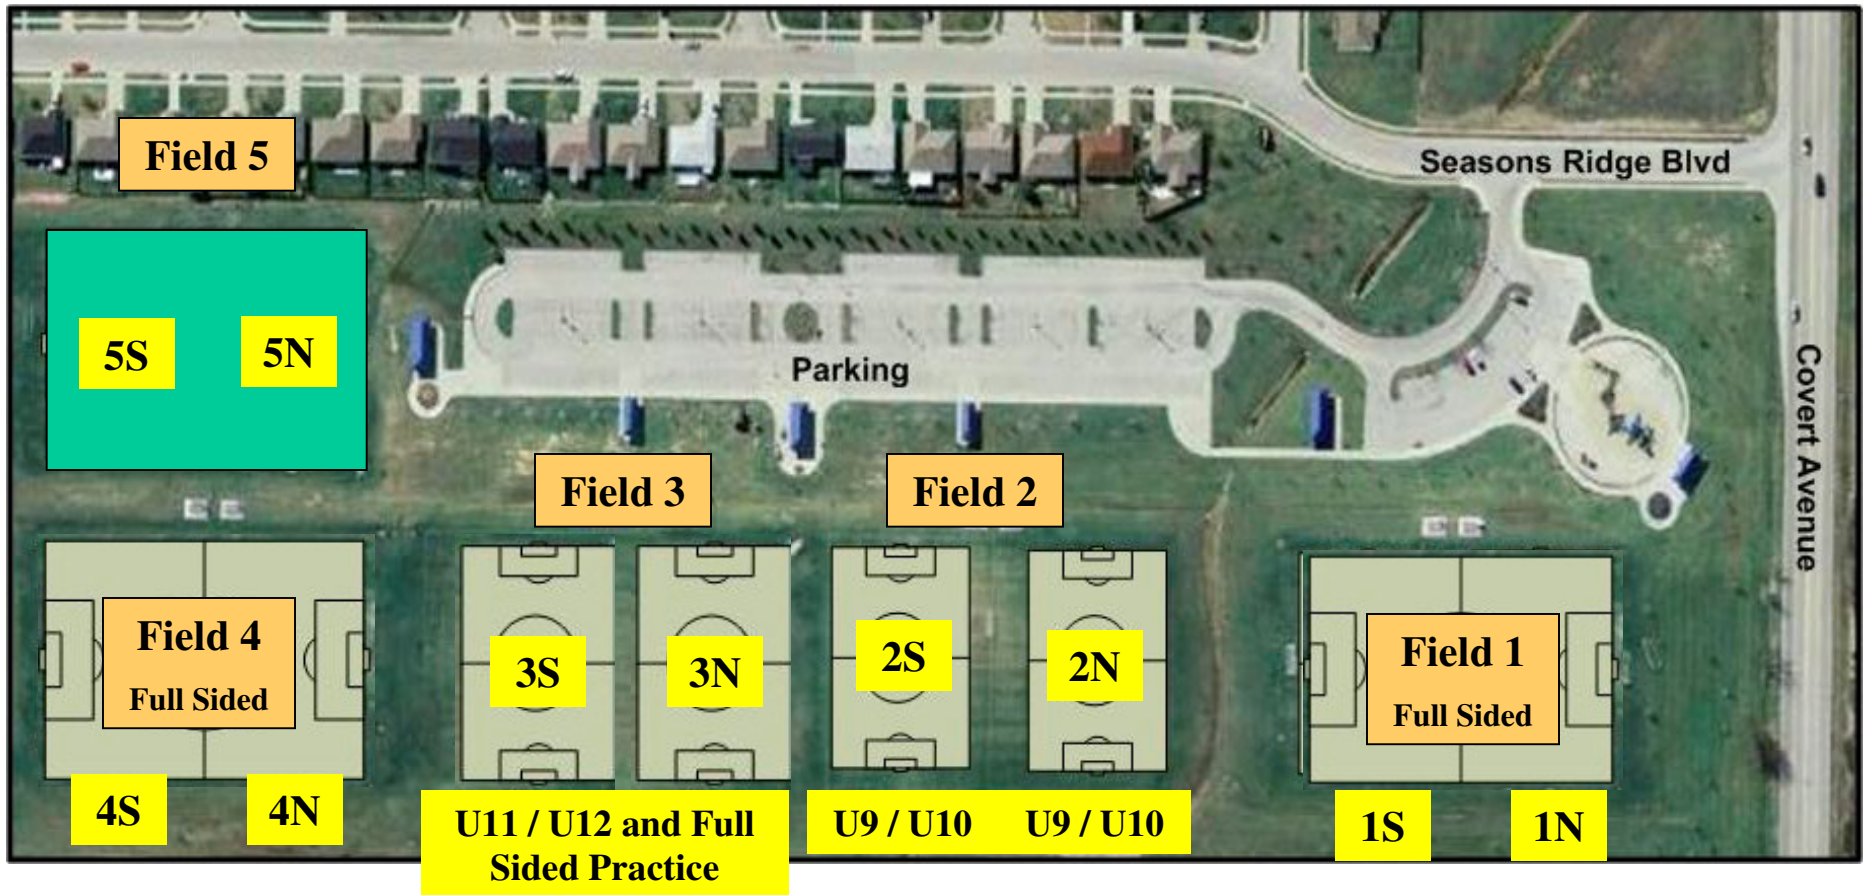 Field 5
Seasons Ridge Blvd
5S
5N
Parking
Covert Avenue
Field 3
Field 2
Field 4
Full Sided
3S
3N
2S
2N
Field 1
Full Sided
4S
4N
U11 / U12 and Full
Sided Practice
U9 / U10
U9 / U10
1S
1N